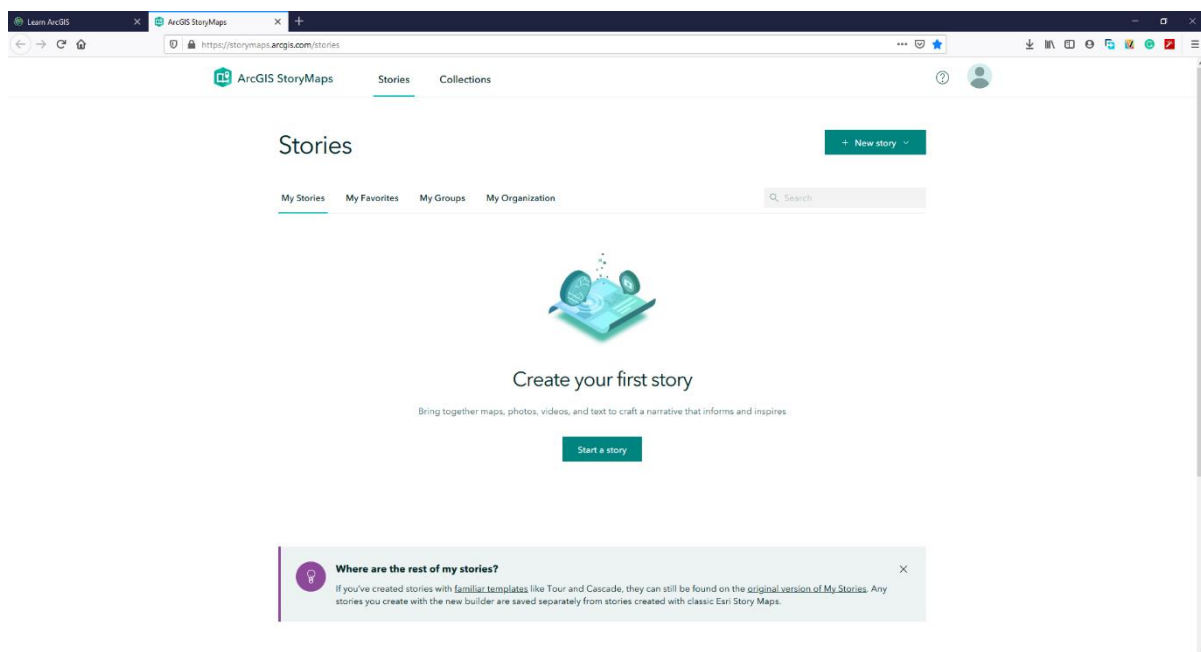 Learn ArcGIS
ArcGIS StoryMaps
https://storymaps.arcgis.com/stories
ArcGIS StoryMaps Stories Collections
Stories
+ New story
My Stories My Favorites My Groups My Organization Search
Create your first story
Bring together maps, photos, videos, and text to craft a narrative that informs and inspires
Start a story
Where are the rest of my stories?
If you've created stories with familiar templates like Tour and Cascade, they can still be found on the original version of My Stories. Any
stories you create with the new builder are saved separately from stories created with classic Esri Story Maps.